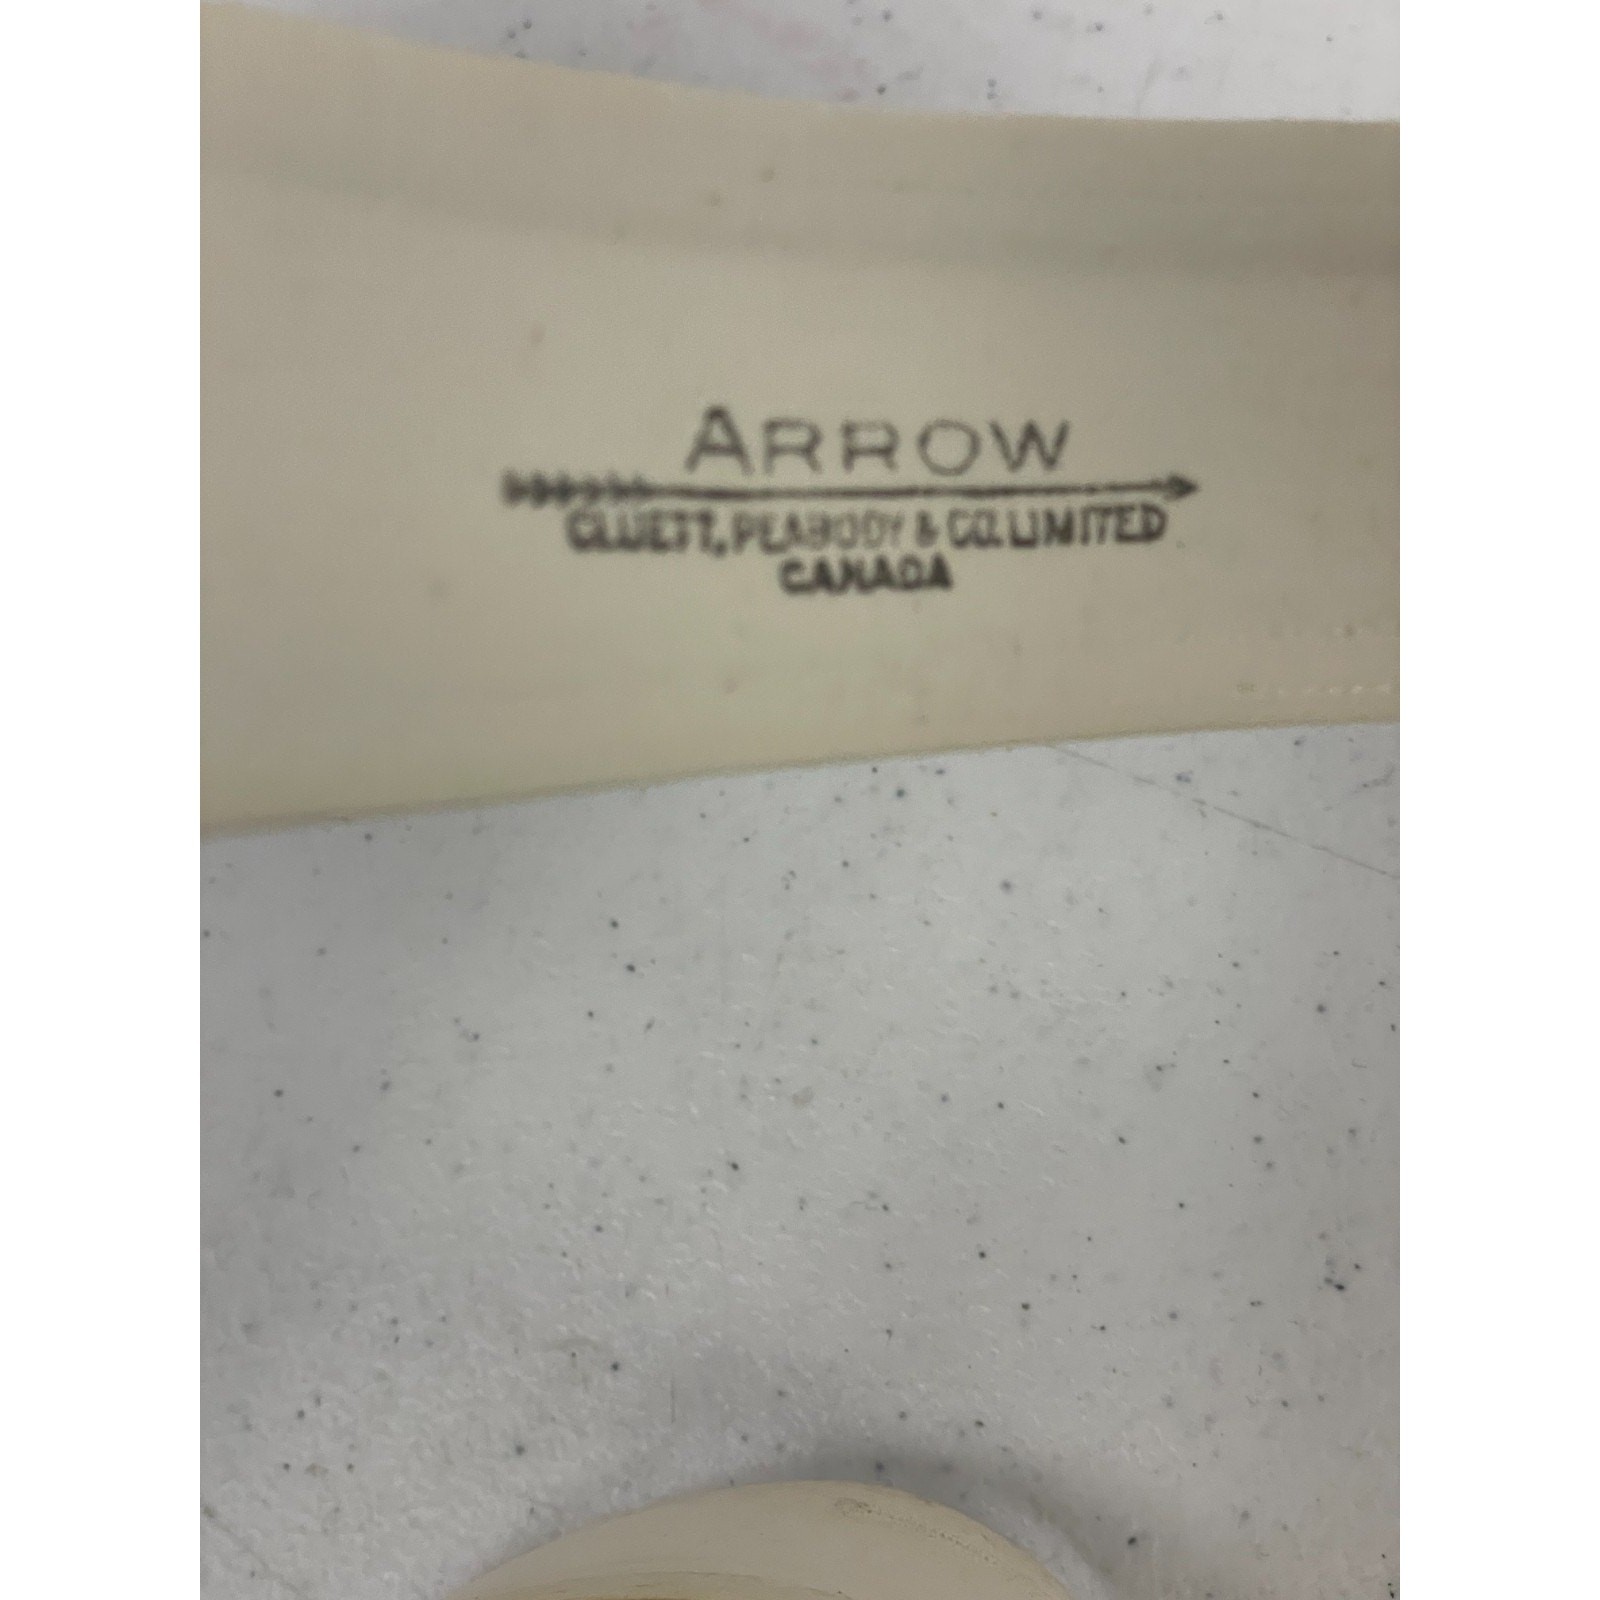 ARROW
CLUETT, PEABODY & CO. LIMITED
CANADA